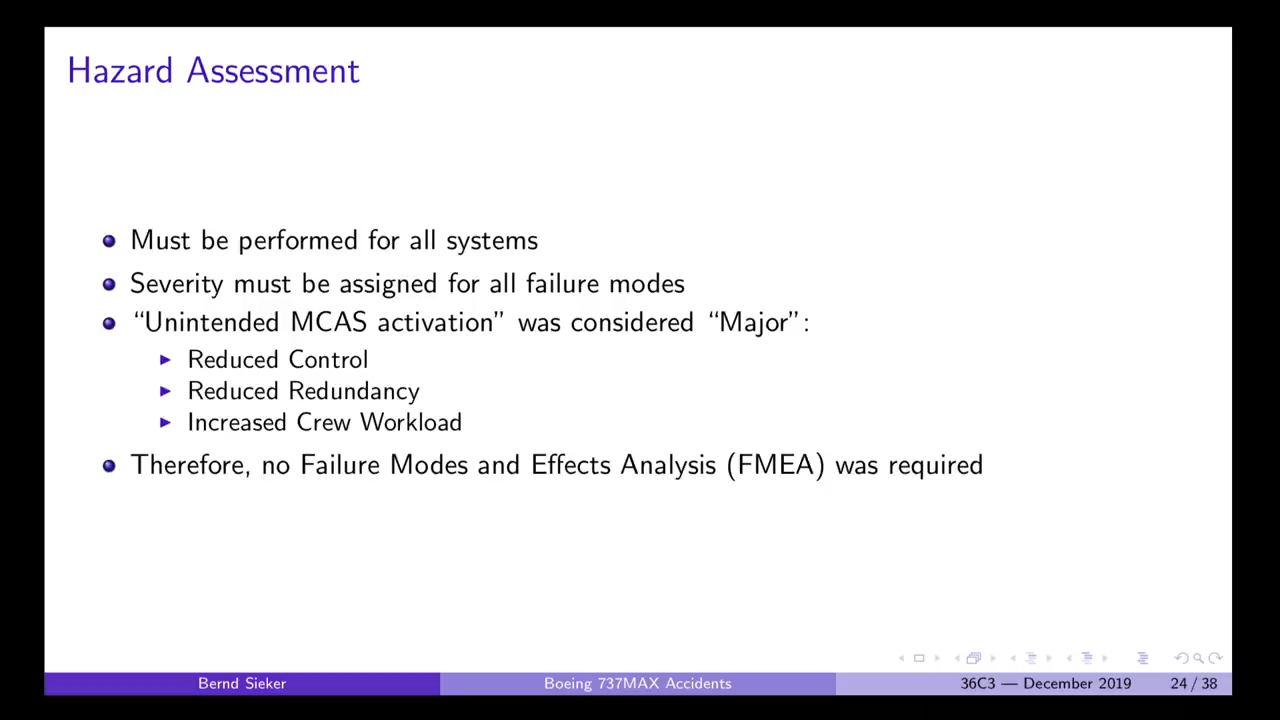 Hazard Assessment
Must be performed for all systems
Severity must be assigned for all failure modes
“Unintended MCAS activation” was considered “Major”:
Reduced Control
Reduced Redundancy
Increased Crew Workload
Therefore, no Failure Modes and Effects Analysis (FMEA) was required
Bernd Sieker
Boeing 737MAX Accidents
36C3 — December 2019
24 / 38